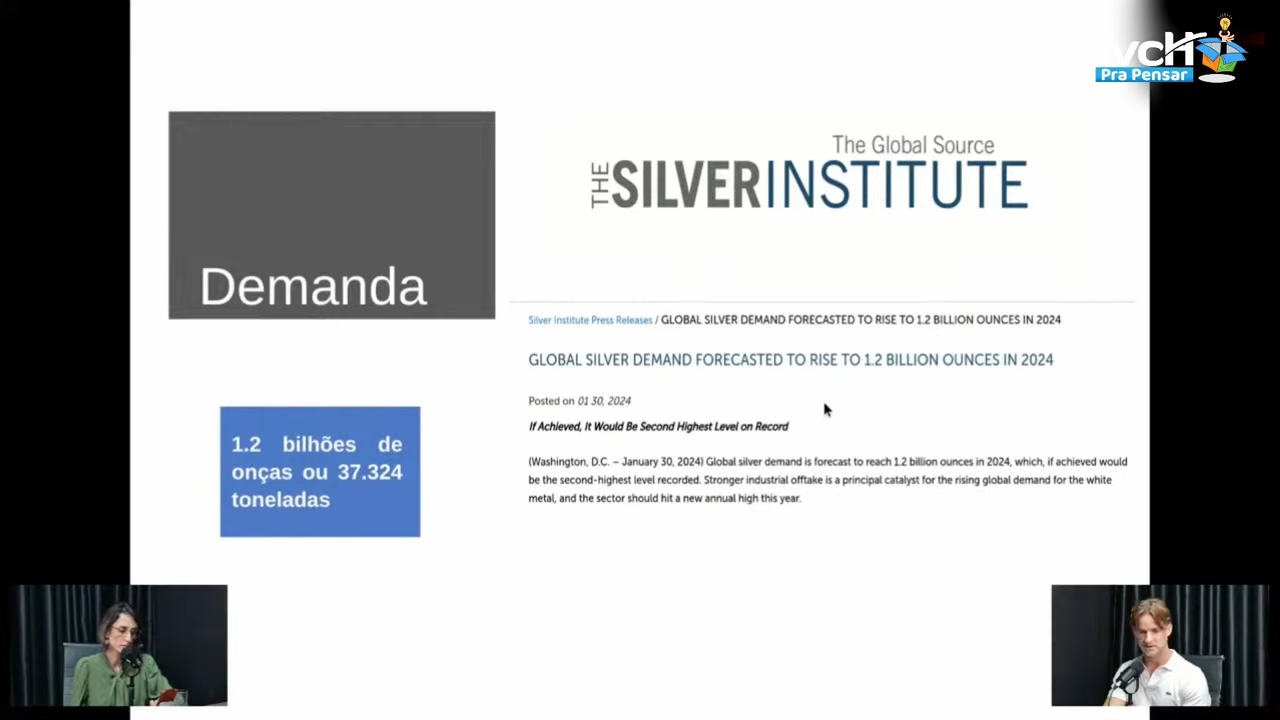 vcH
Pra Pensar
Demanda
1.2 bilhões de
onças ou 37.324
toneladas
The Global Source
THE SILVER INSTITUTE
Silver Institute Press Releases / GLOBAL SILVER DEMAND FORECASTED TO RISE TO 1.2 BILLION OUNCES IN 2024
GLOBAL SILVER DEMAND FORECASTED TO RISE TO 1.2 BILLION OUNCES IN 2024
Posted on 01 30, 2024
If Achieved, It Would Be Second Highest Level on Record
(Washington, D.C. – January 30, 2024) Global silver demand is forecast to reach 1.2 billion ounces in 2024, which, if achieved would
be the second-highest level recorded. Stronger industrial offtake is a principal catalyst for the rising global demand for the white
metal, and the sector should hit a new annual high this year.